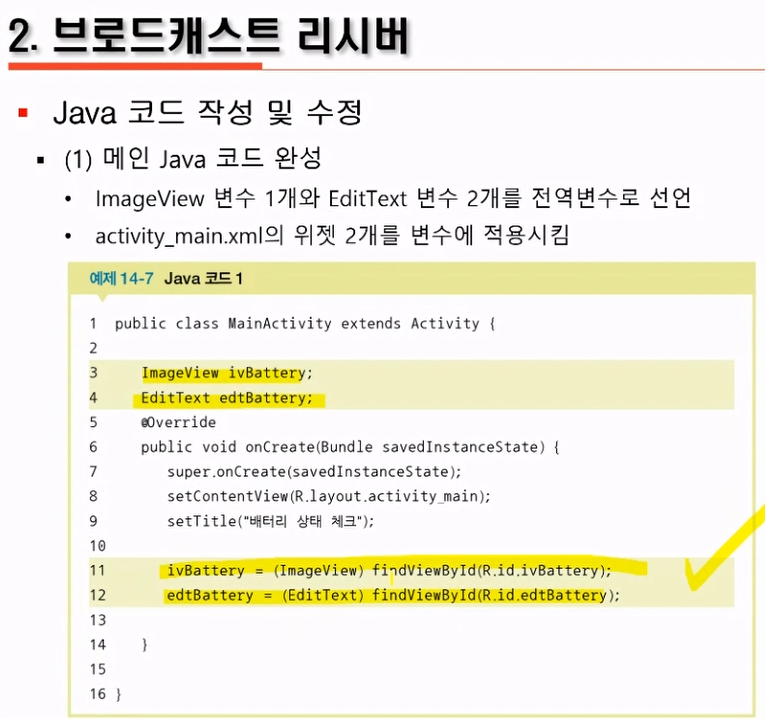 2. 브로드캐스트 리시버
Java 코드 작성 및 수정
(1) 메인 Java 코드 완성
ImageView 변수 1개와 EditText 변수 2개를 전역변수로 선언
activity_main.xml의 위젯 2개를 변수에 적용시킴
예제 14-7 Java 코드 1
1 public class MainActivity extends Activity {
2
3 ImageView ivBattery;
4 EditText edtBattery;
5 @Override
6 public void onCreate(Bundle savedInstanceState) {
7 super.onCreate(savedInstanceState);
8 setContentView(R.layout.activity_main);
9 setTitle("배터리 상태 체크");
10
11 ivBattery = (ImageView) findViewById(R.id.ivBattery);
12 edtBattery = (EditText) findViewById(R.id.edtBattery);
13
14 }
15
16 }